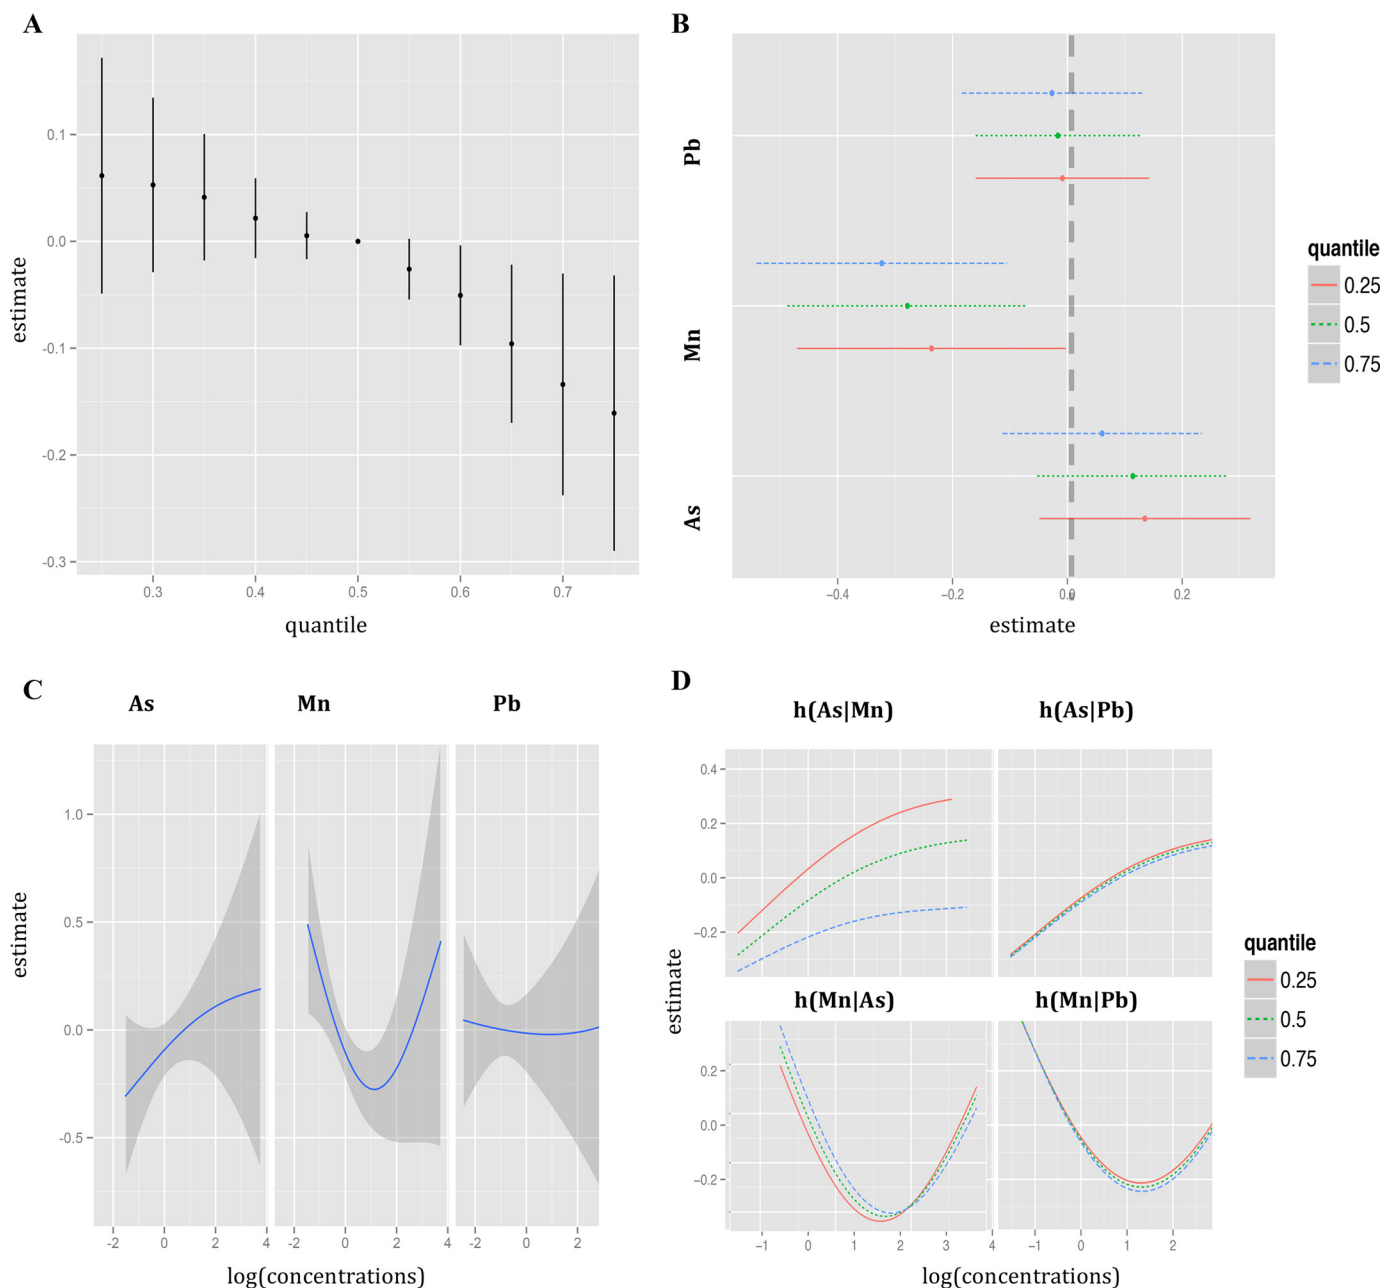 A
0.1
0.0
-0.1
-0.2
-0.3
estimate
0.3 0.4 0.5 0.6 0.7
quantile
B
Pb
Mn
As
−0.4 −0.2 0.0 0.2
estimate
quantile
0.25
0.5
0.75
C
As Mn Pb
1.0
0.5
0.0
-0.5
estimate
-2 0 2 4 -2 0 2 4 -2 0 2
log(concentrations)
D
h(As|Mn) h(As|Pb)
0.4
0.2
0.0
−0.2
h(Mn|As) h(Mn|Pb)
0.2
0.0
−0.2
estimate
−1 0 1 2 3 4 −1 0 1 2
log(concentrations)
quantile
0.25
0.5
0.75